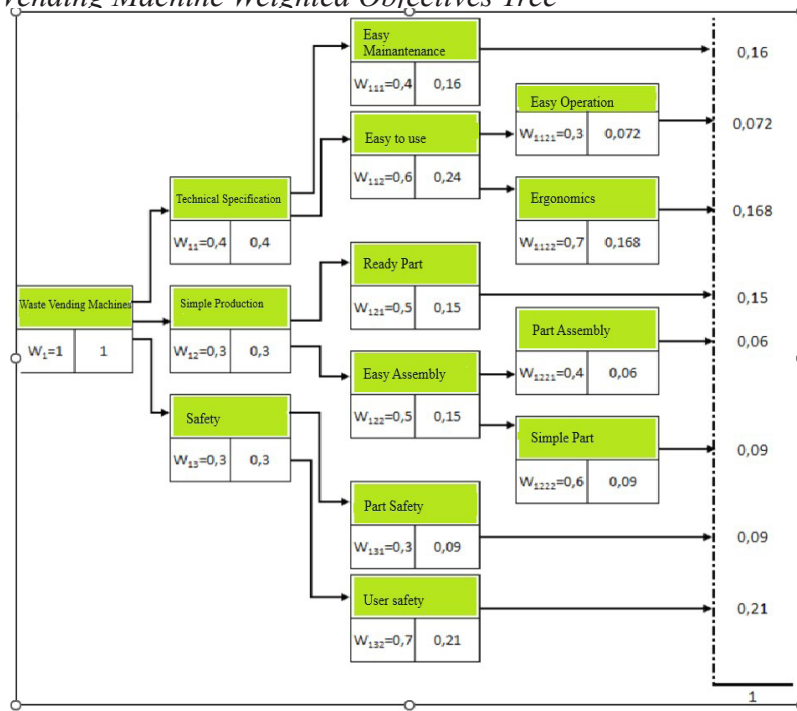 Vending Machine Weighted Objectives Tree
Easy
Mainantenance
W111=0,4 0,16
0,16
Easy Operation
W1121=0,3 0,072
0,072
Easy to use
W112=0,6 0,24
Technical Specification
W11=0,4 0,4
Ergonomics
W1122=0,7 0,168
0,168
Ready Part
W121=0,5 0,15
0,15
Waste Vending Machines
W1=1 1
Simple Production
W12=0,3 0,3
Part Assembly
W1221=0,4 0,06
0,06
Easy Assembly
W122=0,5 0,15
Safety
W13=0,3 0,3
Simple Part
W1222=0,6 0,09
0,09
Part Safety
W131=0,3 0,09
0,09
User safety
W132=0,7 0,21
0,21
1